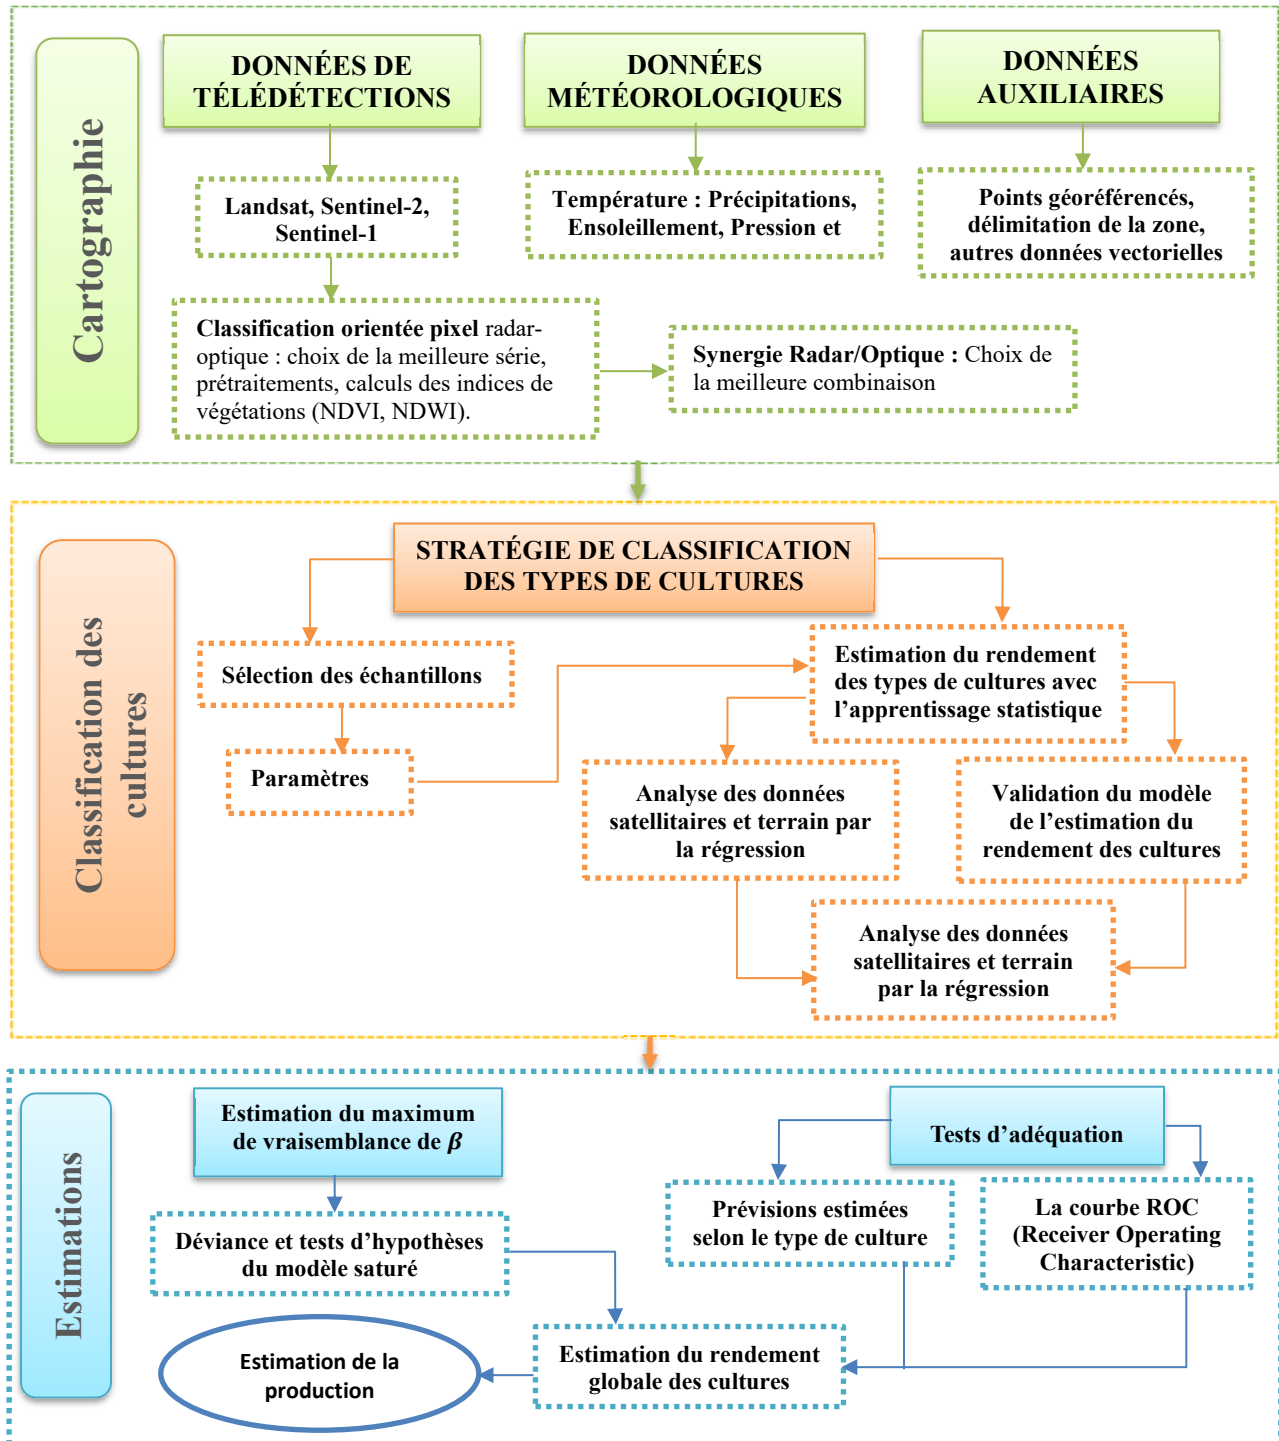 Cartographie
DONNÉES DE
TÉLÉDÉTECTIONS
DONNÉES
MÉTÉOROLOGIQUES
DONNÉES
AUXILIAIRES
Landsat, Sentinel-2,
Sentinel-1
Température : Précipitations,
Ensoleillement, Pression et
Points géoréférencés,
délimitation de la zone,
autres données vectorielles
Classification orientée pixel radar-
optique : choix de la meilleure série,
prétraitements, calculs des indices de
végétations (NDVI, NDWI).
Synergie Radar/Optique : Choix de
la meilleure combinaison
Classification des
cultures
STRATÉGIE DE CLASSIFICATION
DES TYPES DE CULTURES
Sélection des échantillons
Paramètres
Estimation du rendement
des types de cultures avec
l’apprentissage statistique
Analyse des données
satellitaires et terrain par
la régression
Validation du modèle
de l’estimation du
rendement des cultures
Analyse des données
satellitaires et terrain
par la régression
Estimations
Estimation du maximum
de vraisemblance de β
Tests d’adéquation
Déviance et tests d’hypothèses
du modèle saturé
Prévisions estimées
selon le type de culture
La courbe ROC
(Receiver Operating
Characteristic)
Estimation du rendement
globale des cultures
Estimation de la
production